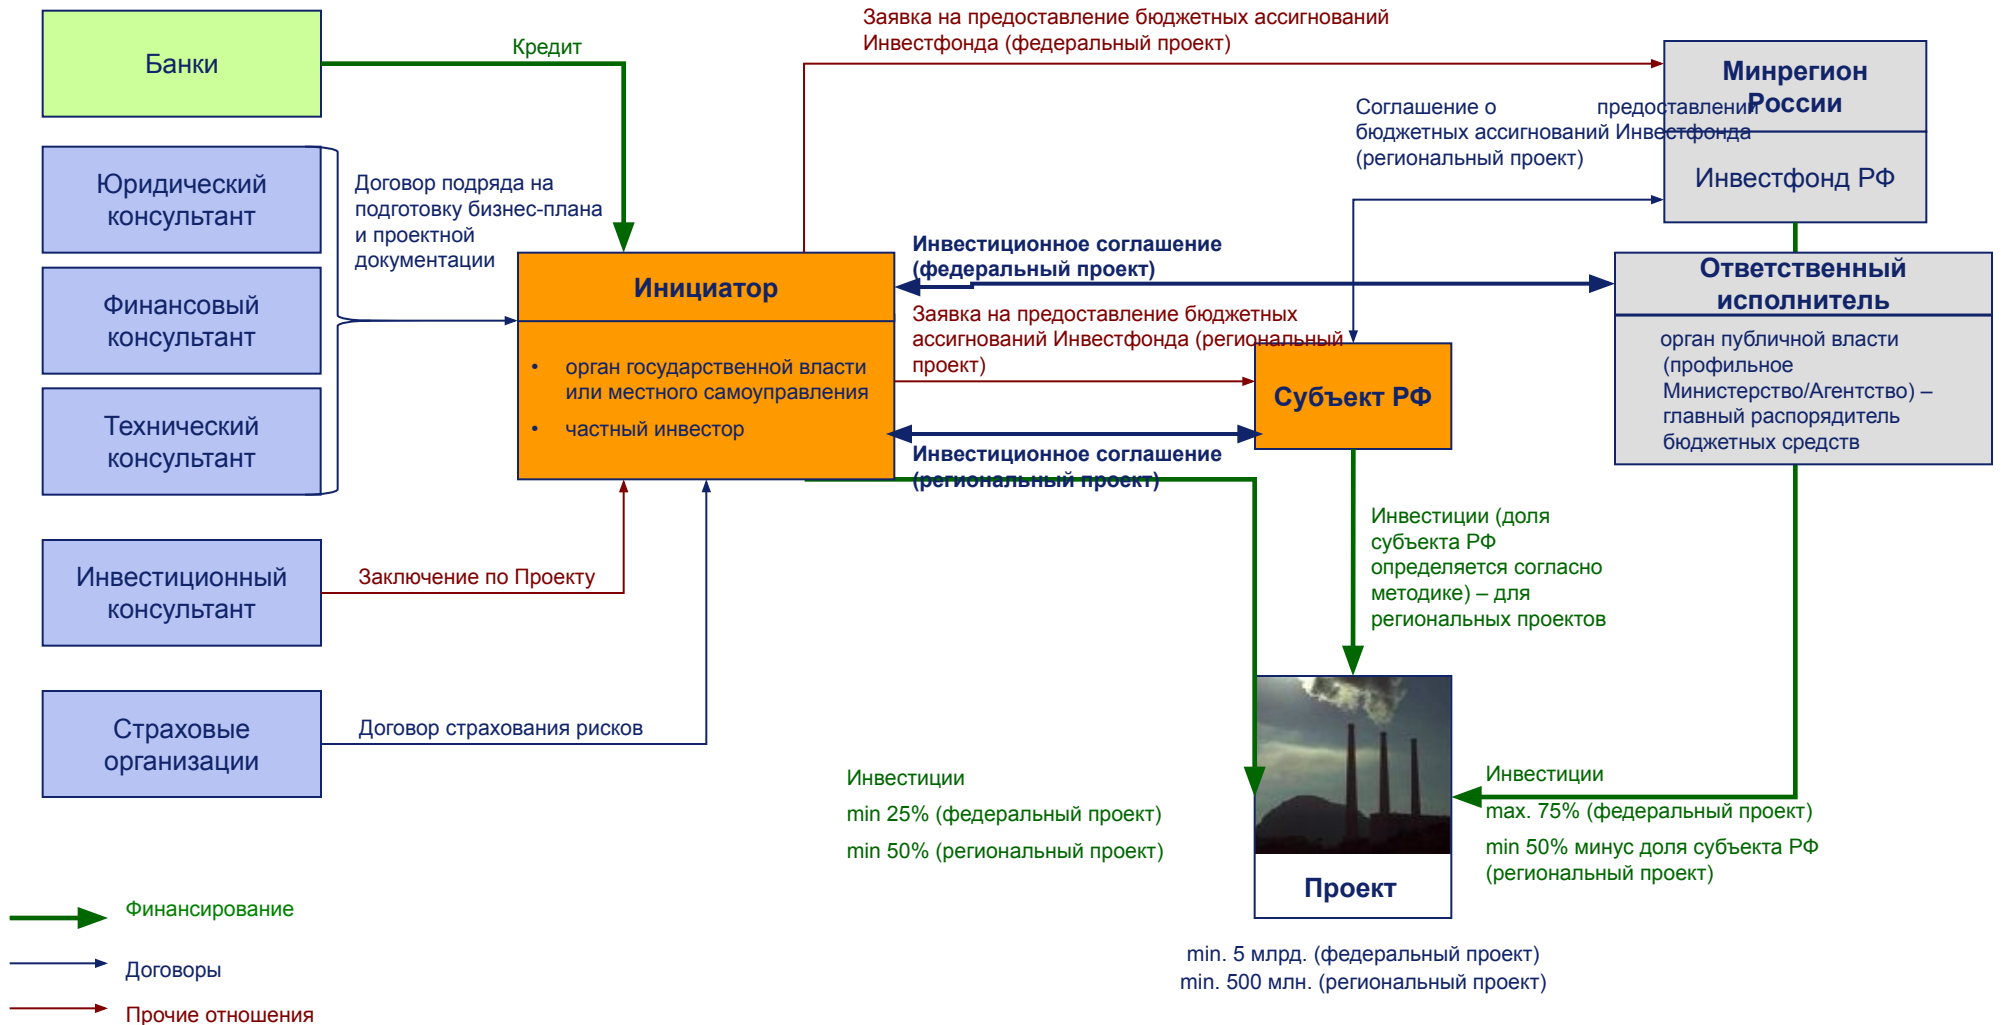 Заявка на предоставление бюджетных ассигнований
Инвестфонда (федеральный проект)
Банки
Кредит
Минрегион
России
Соглашение о предоставлении
бюджетных ассигнований Инвестфонда
(региональный проект)
Инвестфонд РФ
Юридический
консультант
Договор подряда на
подготовку бизнес-плана
и проектной
документации
Финансовый
консультант
Технический
консультант
Инициатор
• орган государственной власти
или местного самоуправления
• частный инвестор
Инвестиционное соглашение
(федеральный проект)
Заявка на предоставление бюджетных
ассигнований Инвестфонда (региональный
проект)
Субъект РФ
Инвестиционное соглашение
(региональный проект)
Ответственный
исполнитель
орган публичной власти
(профильное
Министерство/Агентство) –
главный распорядитель
бюджетных средств
Инвестиционный
консультант
Заключение по Проекту
Инвестиции (доля
субъекта РФ
определяется согласно
методике) – для
региональных проектов
Страховые
организации
Договор страхования рисков
Инвестиции
min 25% (федеральный проект)
min 50% (региональный проект)
Инвестиции
max. 75% (федеральный проект)
min 50% минус доля субъекта РФ
(региональный проект)
Проект
min. 5 млрд. (федеральный проект)
min. 500 млн. (региональный проект)
Финансирование
Договоры
Прочие отношения